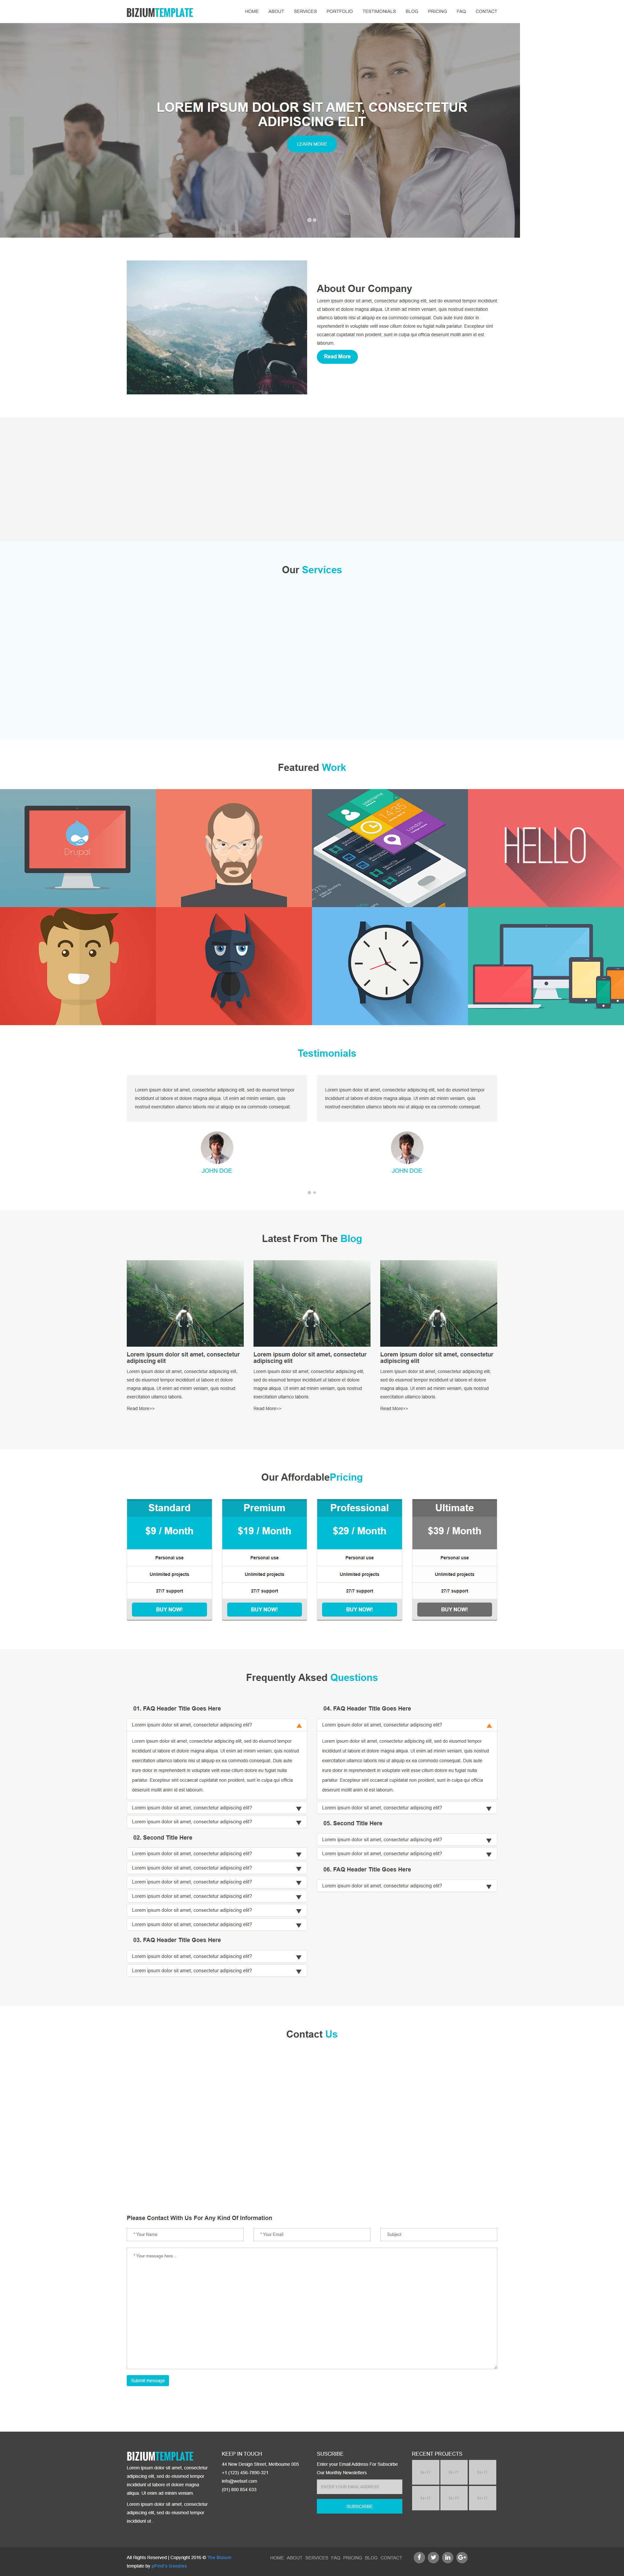 BIZIUMTEMPLATE
HOME ABOUT SERVICES PORTFOLIO TESTIMONIALS BLOG PRICING FAQ CONTACT
LOREM IPSUM DOLOR SIT AMET, CONSECTETUR
ADIPISCING ELIT
LEARN MORE
About Our Company
Lorem ipsum dolor sit amet, consectetur adipiscing elit, sed do eiusmod tempor incididunt
ut labore et dolore magna aliqua. Ut enim ad minim veniam, quis nostrud exercitation
ullamco laboris nisi ut aliquip ex ea commodo consequat. Duis aute irure dolor in
reprehenderit in voluptate velit esse cillum dolore eu fugiat nulla pariatur. Excepteur sint
occaecat cupidatat non proident, sunt in culpa qui officia deserunt mollit anim id est
laborum.
Read More
Our Services
Featured Work
Drupal
14:35
London
HELLO
Testimonials
Lorem ipsum dolor sit amet, consectetur adipiscing elit, sed do eiusmod tempor
incididunt ut labore et dolore magna aliqua. Ut enim ad minim veniam, quis
nostrud exercitation ullamco laboris nisi ut aliquip ex ea commodo consequat.
JOHN DOE
Lorem ipsum dolor sit amet, consectetur adipiscing elit, sed do eiusmod tempor
incididunt ut labore et dolore magna aliqua. Ut enim ad minim veniam, quis
nostrud exercitation ullamco laboris nisi ut aliquip ex ea commodo consequat.
JOHN DOE
Latest From The Blog
Lorem ipsum dolor sit amet, consectetur
adipiscing elit
Lorem ipsum dolor sit amet, consectetur adipiscing elit,
sed do eiusmod tempor incididunt ut labore et dolore
magna aliqua. Ut enim ad minim veniam, quis nostrud
exercitation ullamco laboris.
Read More>>
Lorem ipsum dolor sit amet, consectetur
adipiscing elit
Lorem ipsum dolor sit amet, consectetur adipiscing elit,
sed do eiusmod tempor incididunt ut labore et dolore
magna aliqua. Ut enim ad minim veniam, quis nostrud
exercitation ullamco laboris.
Read More>>
Lorem ipsum dolor sit amet, consectetur
adipiscing elit
Lorem ipsum dolor sit amet, consectetur adipiscing elit,
sed do eiusmod tempor incididunt ut labore et dolore
magna aliqua. Ut enim ad minim veniam, quis nostrud
exercitation ullamco laboris.
Read More>>
Our AffordablePricing
Standard
$9 / Month
Personal use
Unlimited projects
27/7 support
BUY NOW!
Premium
$19 / Month
Personal use
Unlimited projects
27/7 support
BUY NOW!
Professional
$29 / Month
Personal use
Unlimited projects
27/7 support
BUY NOW!
Ultimate
$39 / Month
Personal use
Unlimited projects
27/7 support
BUY NOW!
Frequently Aksed Questions
01. FAQ Header Title Goes Here
Lorem ipsum dolor sit amet, consectetur adipiscing elit?
Lorem ipsum dolor sit amet, consectetur adipiscing elit, sed do eiusmod tempor
incididunt ut labore et dolore magna aliqua. Ut enim ad minim veniam, quis nostrud
exercitation ullamco laboris nisi ut aliquip ex ea commodo consequat. Duis aute
irure dolor in reprehenderit in voluptate velit esse cillum dolore eu fugiat nulla
pariatur. Excepteur sint occaecat cupidatat non proident, sunt in culpa qui officia
deserunt mollit anim id est laborum.
Lorem ipsum dolor sit amet, consectetur adipiscing elit?
Lorem ipsum dolor sit amet, consectetur adipiscing elit?
02. Second Title Here
Lorem ipsum dolor sit amet, consectetur adipiscing elit?
Lorem ipsum dolor sit amet, consectetur adipiscing elit?
Lorem ipsum dolor sit amet, consectetur adipiscing elit?
Lorem ipsum dolor sit amet, consectetur adipiscing elit?
Lorem ipsum dolor sit amet, consectetur adipiscing elit?
Lorem ipsum dolor sit amet, consectetur adipiscing elit?
03. FAQ Header Title Goes Here
Lorem ipsum dolor sit amet, consectetur adipiscing elit?
Lorem ipsum dolor sit amet, consectetur adipiscing elit?
04. FAQ Header Title Goes Here
Lorem ipsum dolor sit amet, consectetur adipiscing elit?
Lorem ipsum dolor sit amet, consectetur adipiscing elit, sed do eiusmod tempor
incididunt ut labore et dolore magna aliqua. Ut enim ad minim veniam, quis nostrud
exercitation ullamco laboris nisi ut aliquip ex ea commodo consequat. Duis aute
irure dolor in reprehenderit in voluptate velit esse cillum dolore eu fugiat nulla
pariatur. Excepteur sint occaecat cupidatat non proident, sunt in culpa qui officia
deserunt mollit anim id est laborum.
Lorem ipsum dolor sit amet, consectetur adipiscing elit?
05. Second Title Here
Lorem ipsum dolor sit amet, consectetur adipiscing elit?
Lorem ipsum dolor sit amet, consectetur adipiscing elit?
06. FAQ Header Title Goes Here
Lorem ipsum dolor sit amet, consectetur adipiscing elit?
Contact Us
Please Contact With Us For Any Kind Of Information
* Your Name
* Your Email
Subject
* Your message here..
Submit message
BIZIUMTEMPLATE
Lorem ipsum dolor sit amet, consectetur
adipiscing elit, sed do eiusmod tempor
incididunt ut labore et dolore magna
aliqua. Ut enim ad minim veniam.
Lorem ipsum dolor sit amet, consectetur
adipiscing elit, sed do eiusmod tempor
incididunt ut .
KEEP IN TOUCH
44 New Design Street, Melbourne 005
+1 (123) 456-7890-321
info@websrl.com
(01) 800 854 633
SUSCRIBE
Enter your Email Address For Subscirbe
Our Monthly Newsletters
ENTER YOUR EMAIL ADDRESS
SUBSCRIBE
RECENT PROJECTS
All Rights Reserved | Copyright 2016 © The Bizium
template by pFind's Goodies
HOME ABOUT SERVICES FAQ PRICING BLOG CONTACT